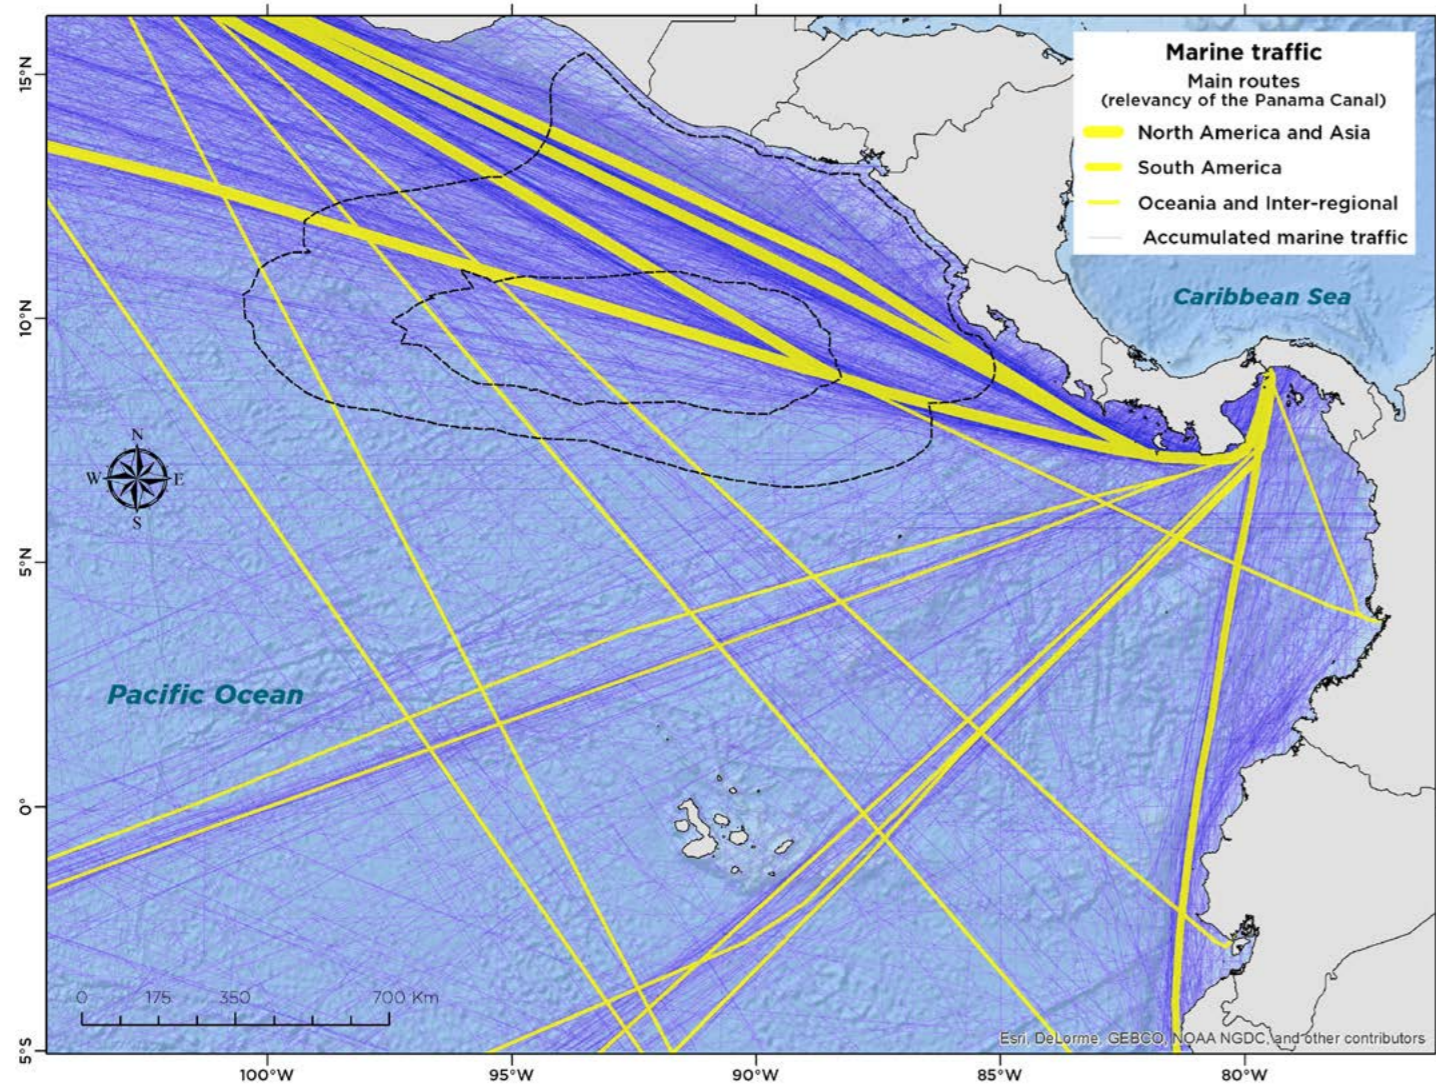 Marine traffic
Main routes
(relevancy of the Panama Canal)
North America and Asia
South America
Oceania and Inter-regional
Accumulated marine traffic
15°N
10°N
5°N
0°
5°S
Caribbean Sea
N
W E
S
Pacific Ocean
0 175 350 700 Km
Esri, DeLorme, GEBCO, NOAA NGDC, and other contributors
100°W 95°W 90°W 85°W 80°W